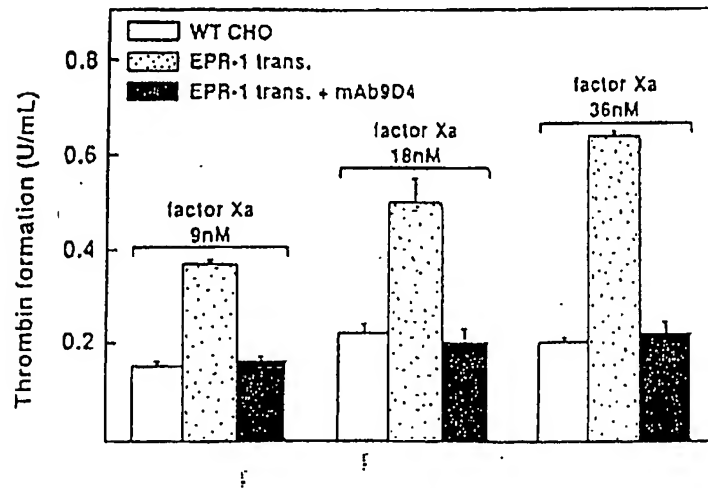 WT CHO
EPR-1 trans.
EPR-1 trans. + mAb9D4
factor Xa
36nM
factor Xa
18nM
factor Xa
9nM
0.8
0.6
0.4
0.2
Thrombin formation (U/mL)